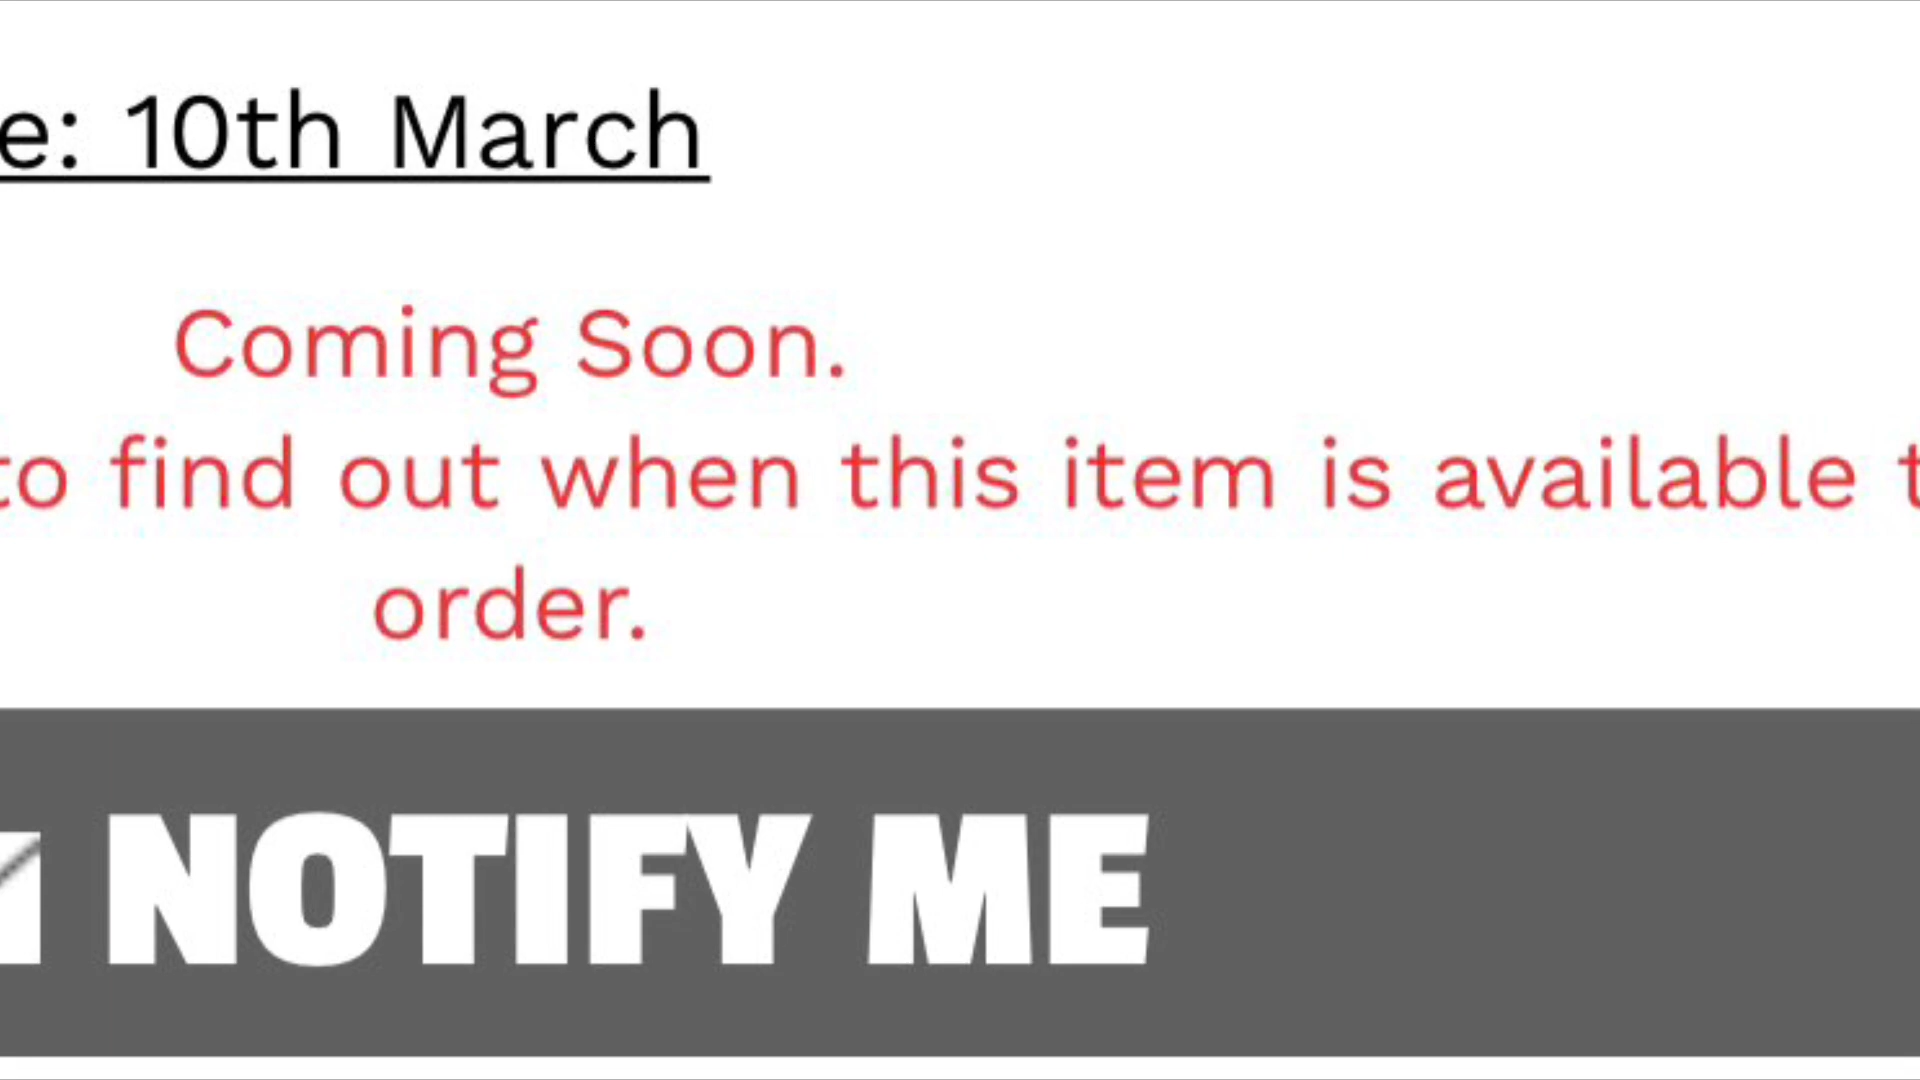 e: 10th March
Coming Soon.
to find out when this item is available t
order.
NOTIFY ME